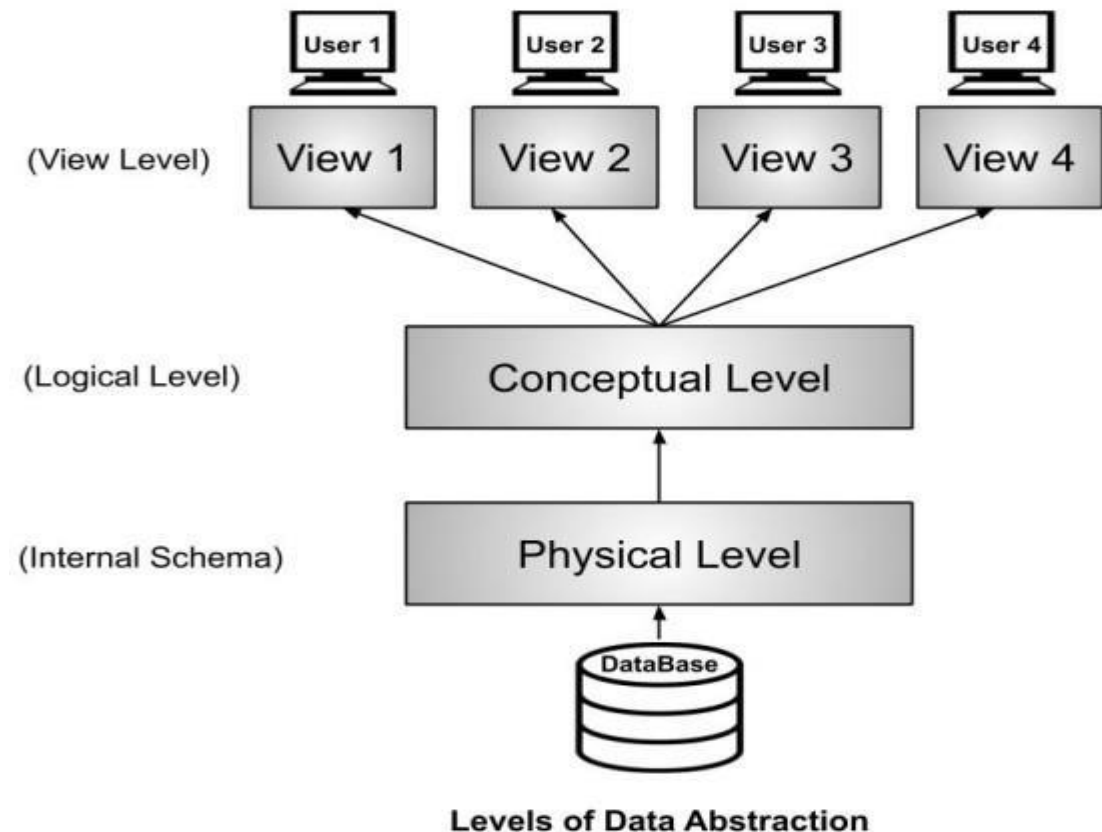 User 1
User 2
User 3
User 4
(View Level)
View 1
View 2
View 3
View 4
(Logical Level)
Conceptual Level
(Internal Schema)
Physical Level
DataBase
Levels of Data Abstraction